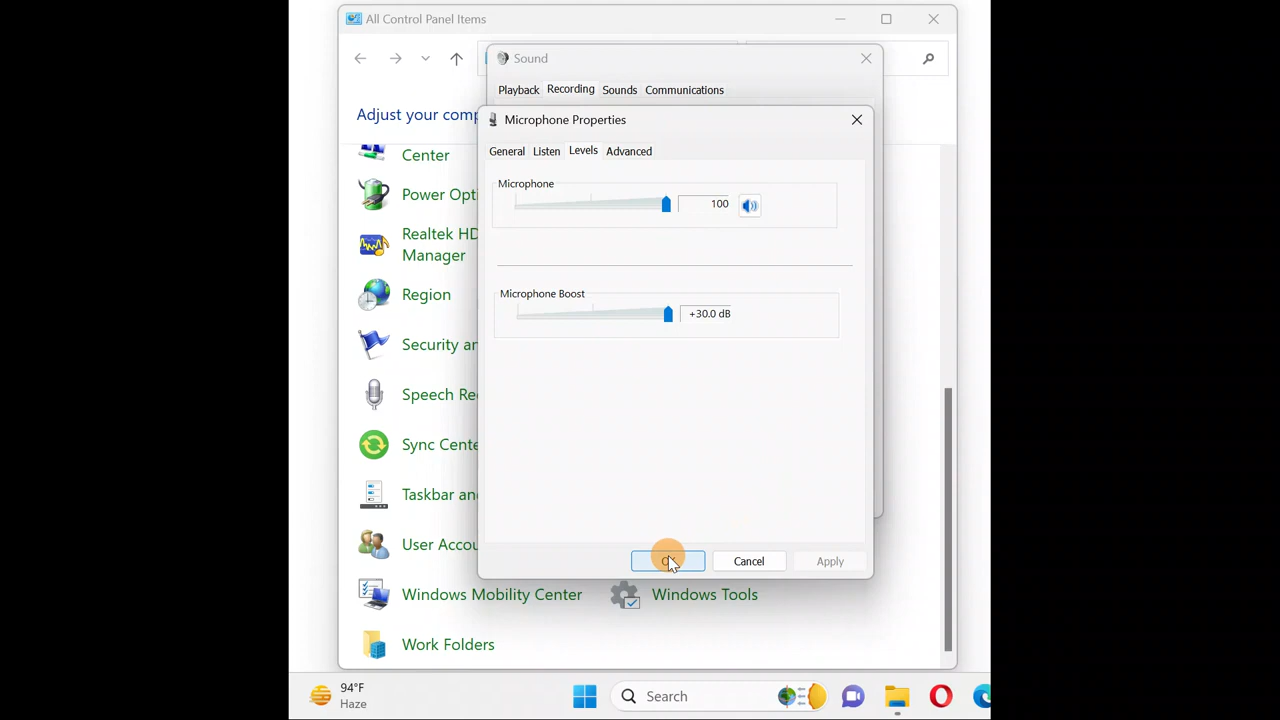 All Control Panel Items
Sound
Playback Recording Sounds Communications
Adjust your comp
Microphone Properties
General Listen Levels Advanced
Center
Microphone
100
Power Opti
Realtek HD
Manager
Region
Microphone Boost
+30.0 dB
Security an
Speech Re
Sync Cente
Taskbar an
User Accou
Cancel Apply
Windows Mobility Center Windows Tools
Work Folders
94°F
Haze
Search